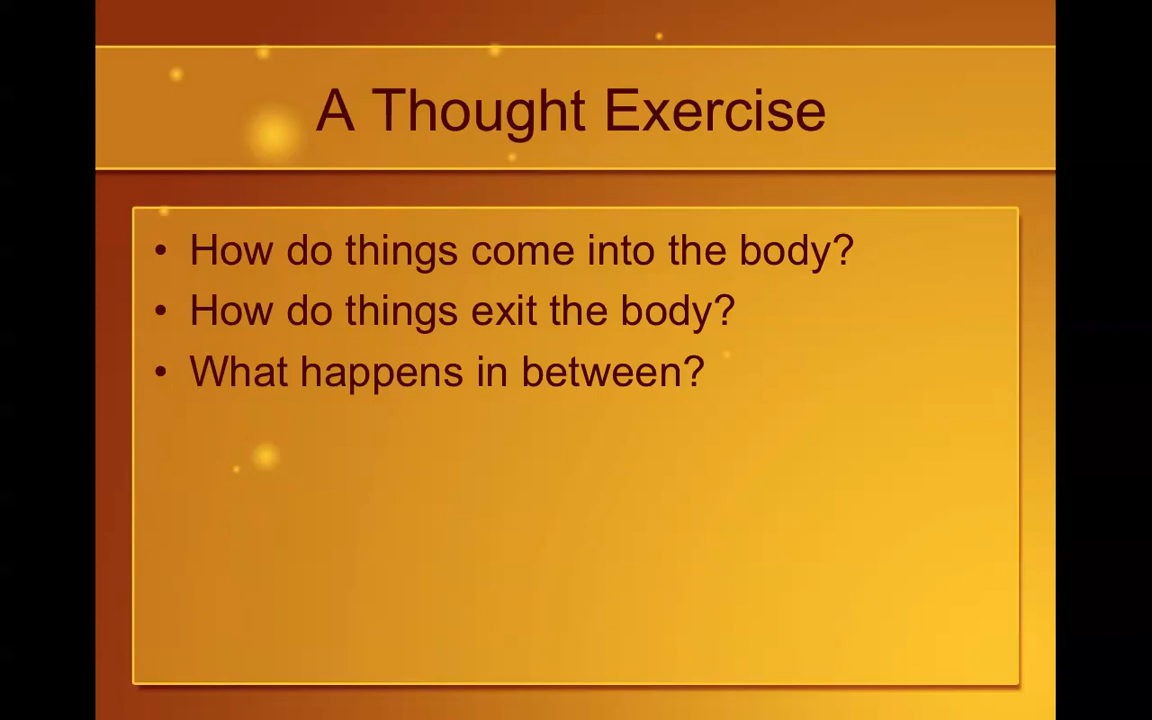 A Thought Exercise
• How do things come into the body?
• How do things exit the body?
• What happens in between?